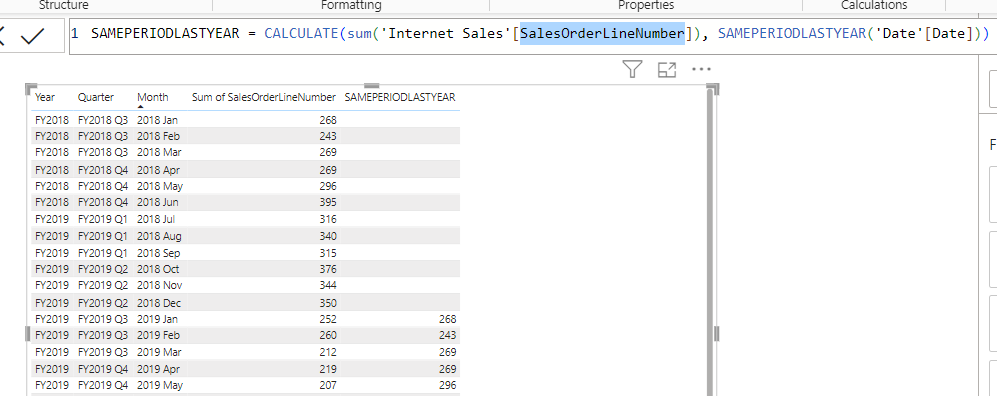 Structure Formatting Properties Calculations
1 SAMEPERIODLASTYEAR = CALCULATE(sum('Internet Sales'[SalesOrderLineNumber]), SAMEPERIODLASTYEAR('Date'[Date]))
Year Quarter Month Sum of SalesOrderLineNumber SAMEPERIODLASTYEAR
FY2018 FY2018 Q3 2018 Jan 268
FY2018 FY2018 Q3 2018 Feb 243
FY2018 FY2018 Q3 2018 Mar 269
FY2018 FY2018 Q4 2018 Apr 269
FY2018 FY2018 Q4 2018 May 296
FY2018 FY2018 Q4 2018 Jun 395
FY2019 FY2019 Q1 2018 Jul 316
FY2019 FY2019 Q1 2018 Aug 340
FY2019 FY2019 Q1 2018 Sep 315
FY2019 FY2019 Q2 2018 Oct 376
FY2019 FY2019 Q2 2018 Nov 344
FY2019 FY2019 Q2 2018 Dec 350
FY2019 FY2019 Q3 2019 Jan 252 268
FY2019 FY2019 Q3 2019 Feb 260 243
FY2019 FY2019 Q3 2019 Mar 212 269
FY2019 FY2019 Q4 2019 Apr 219 269
FY2019 FY2019 Q4 2019 May 207 296